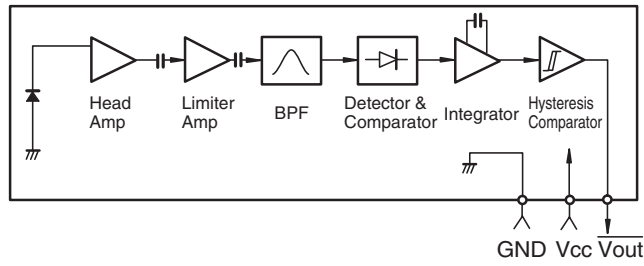 Head
Amp
Limiter
Amp
BPF
Detector &
Comparator
Integrator
Hysteresis
Comparator
GND
Vcc
Vout